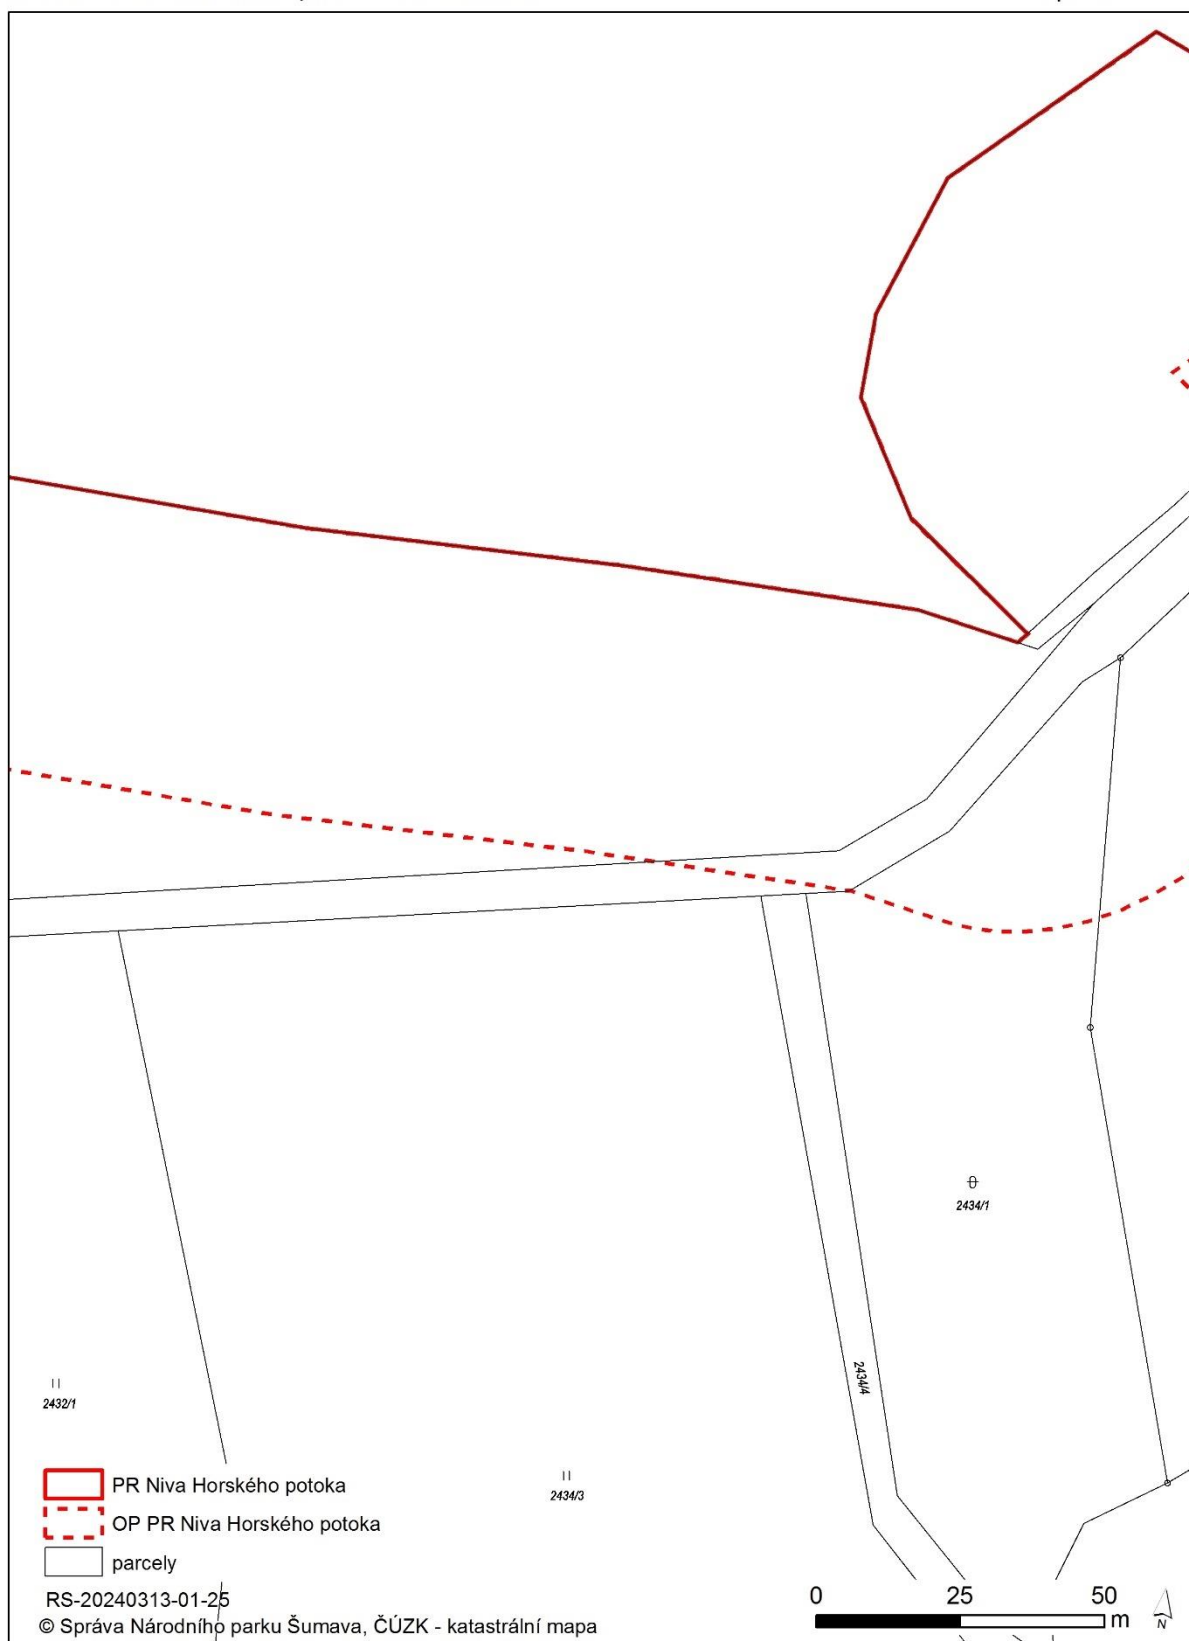 2434/1
2434/4
2432/1
2434/3
PR Niva Horského potoka
OP PR Niva Horského potoka
parcely
RS-20240313-01-25
© Správa Národního parku Šumava, ČÚZK - katastrální mapa
0 25 50
m
N